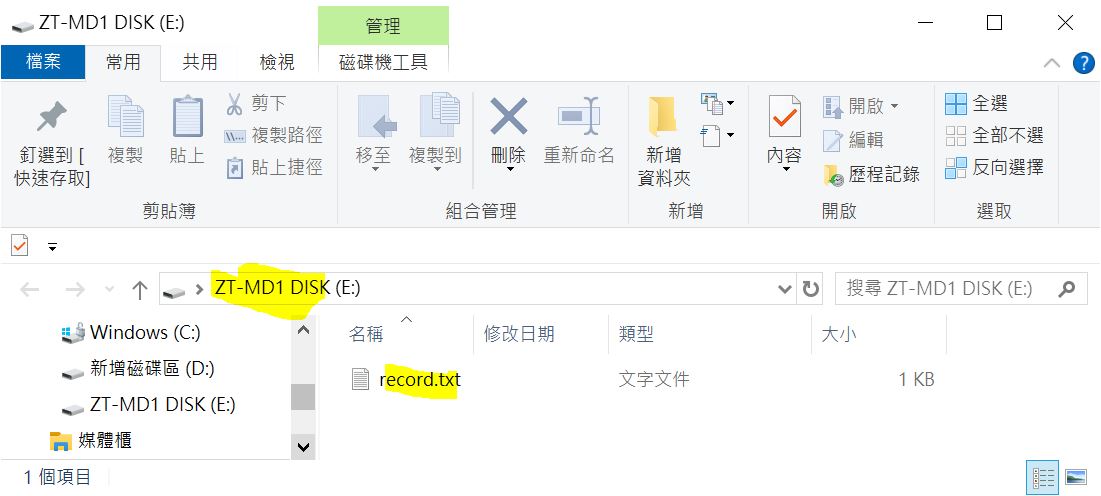 ZT-MD1 DISK (E:)
管理
檔案
常用
共用
檢視
磁碟機工具
釘選到 [
快速存取]
複製
貼上
剪下
複製路徑
貼上捷徑
剪貼簿
移至
複製到
刪除
重新命名
組合管理
新增
資料夾
新增
內容
開啟
編輯
歷程記錄
開啟
全選
全部不選
反向選擇
選取
ZT-MD1 DISK (E:)
搜尋 ZT-MD1 DISK (E:)
Windows (C:)
新增磁碟區 (D:)
ZT-MD1 DISK (E:)
媒體櫃
名稱
修改日期
類型
大小
record.txt
文字文件
1 KB
1 個項目